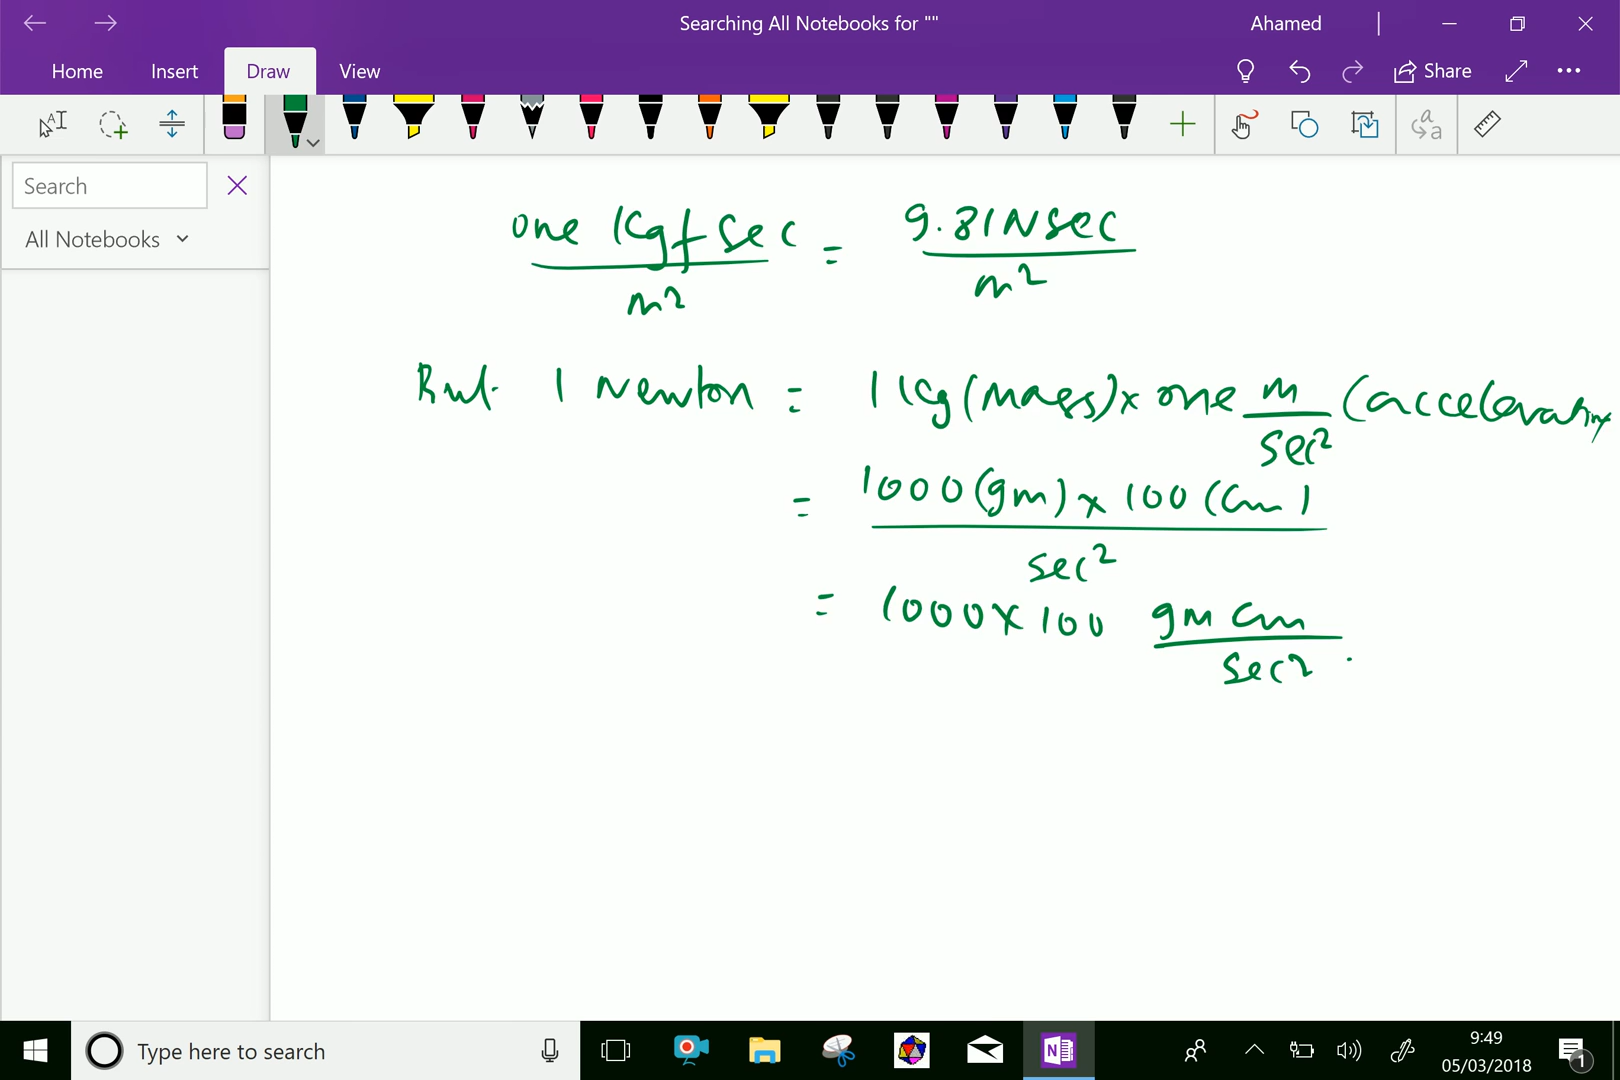 Searching All Notebooks for ""
Ahamed
Home Insert Draw View
Share
Search
All Notebooks
one Kgf sec = 9.81 N sec
m² m²
But 1 Newton = 1 Kg (mass) x one m (acceleration
sec²
= 1000 (gm) x 100 (cm)
sec²
= 1000 x 100 gm cm
sec²
Type here to search
9:49
05/03/2018
1